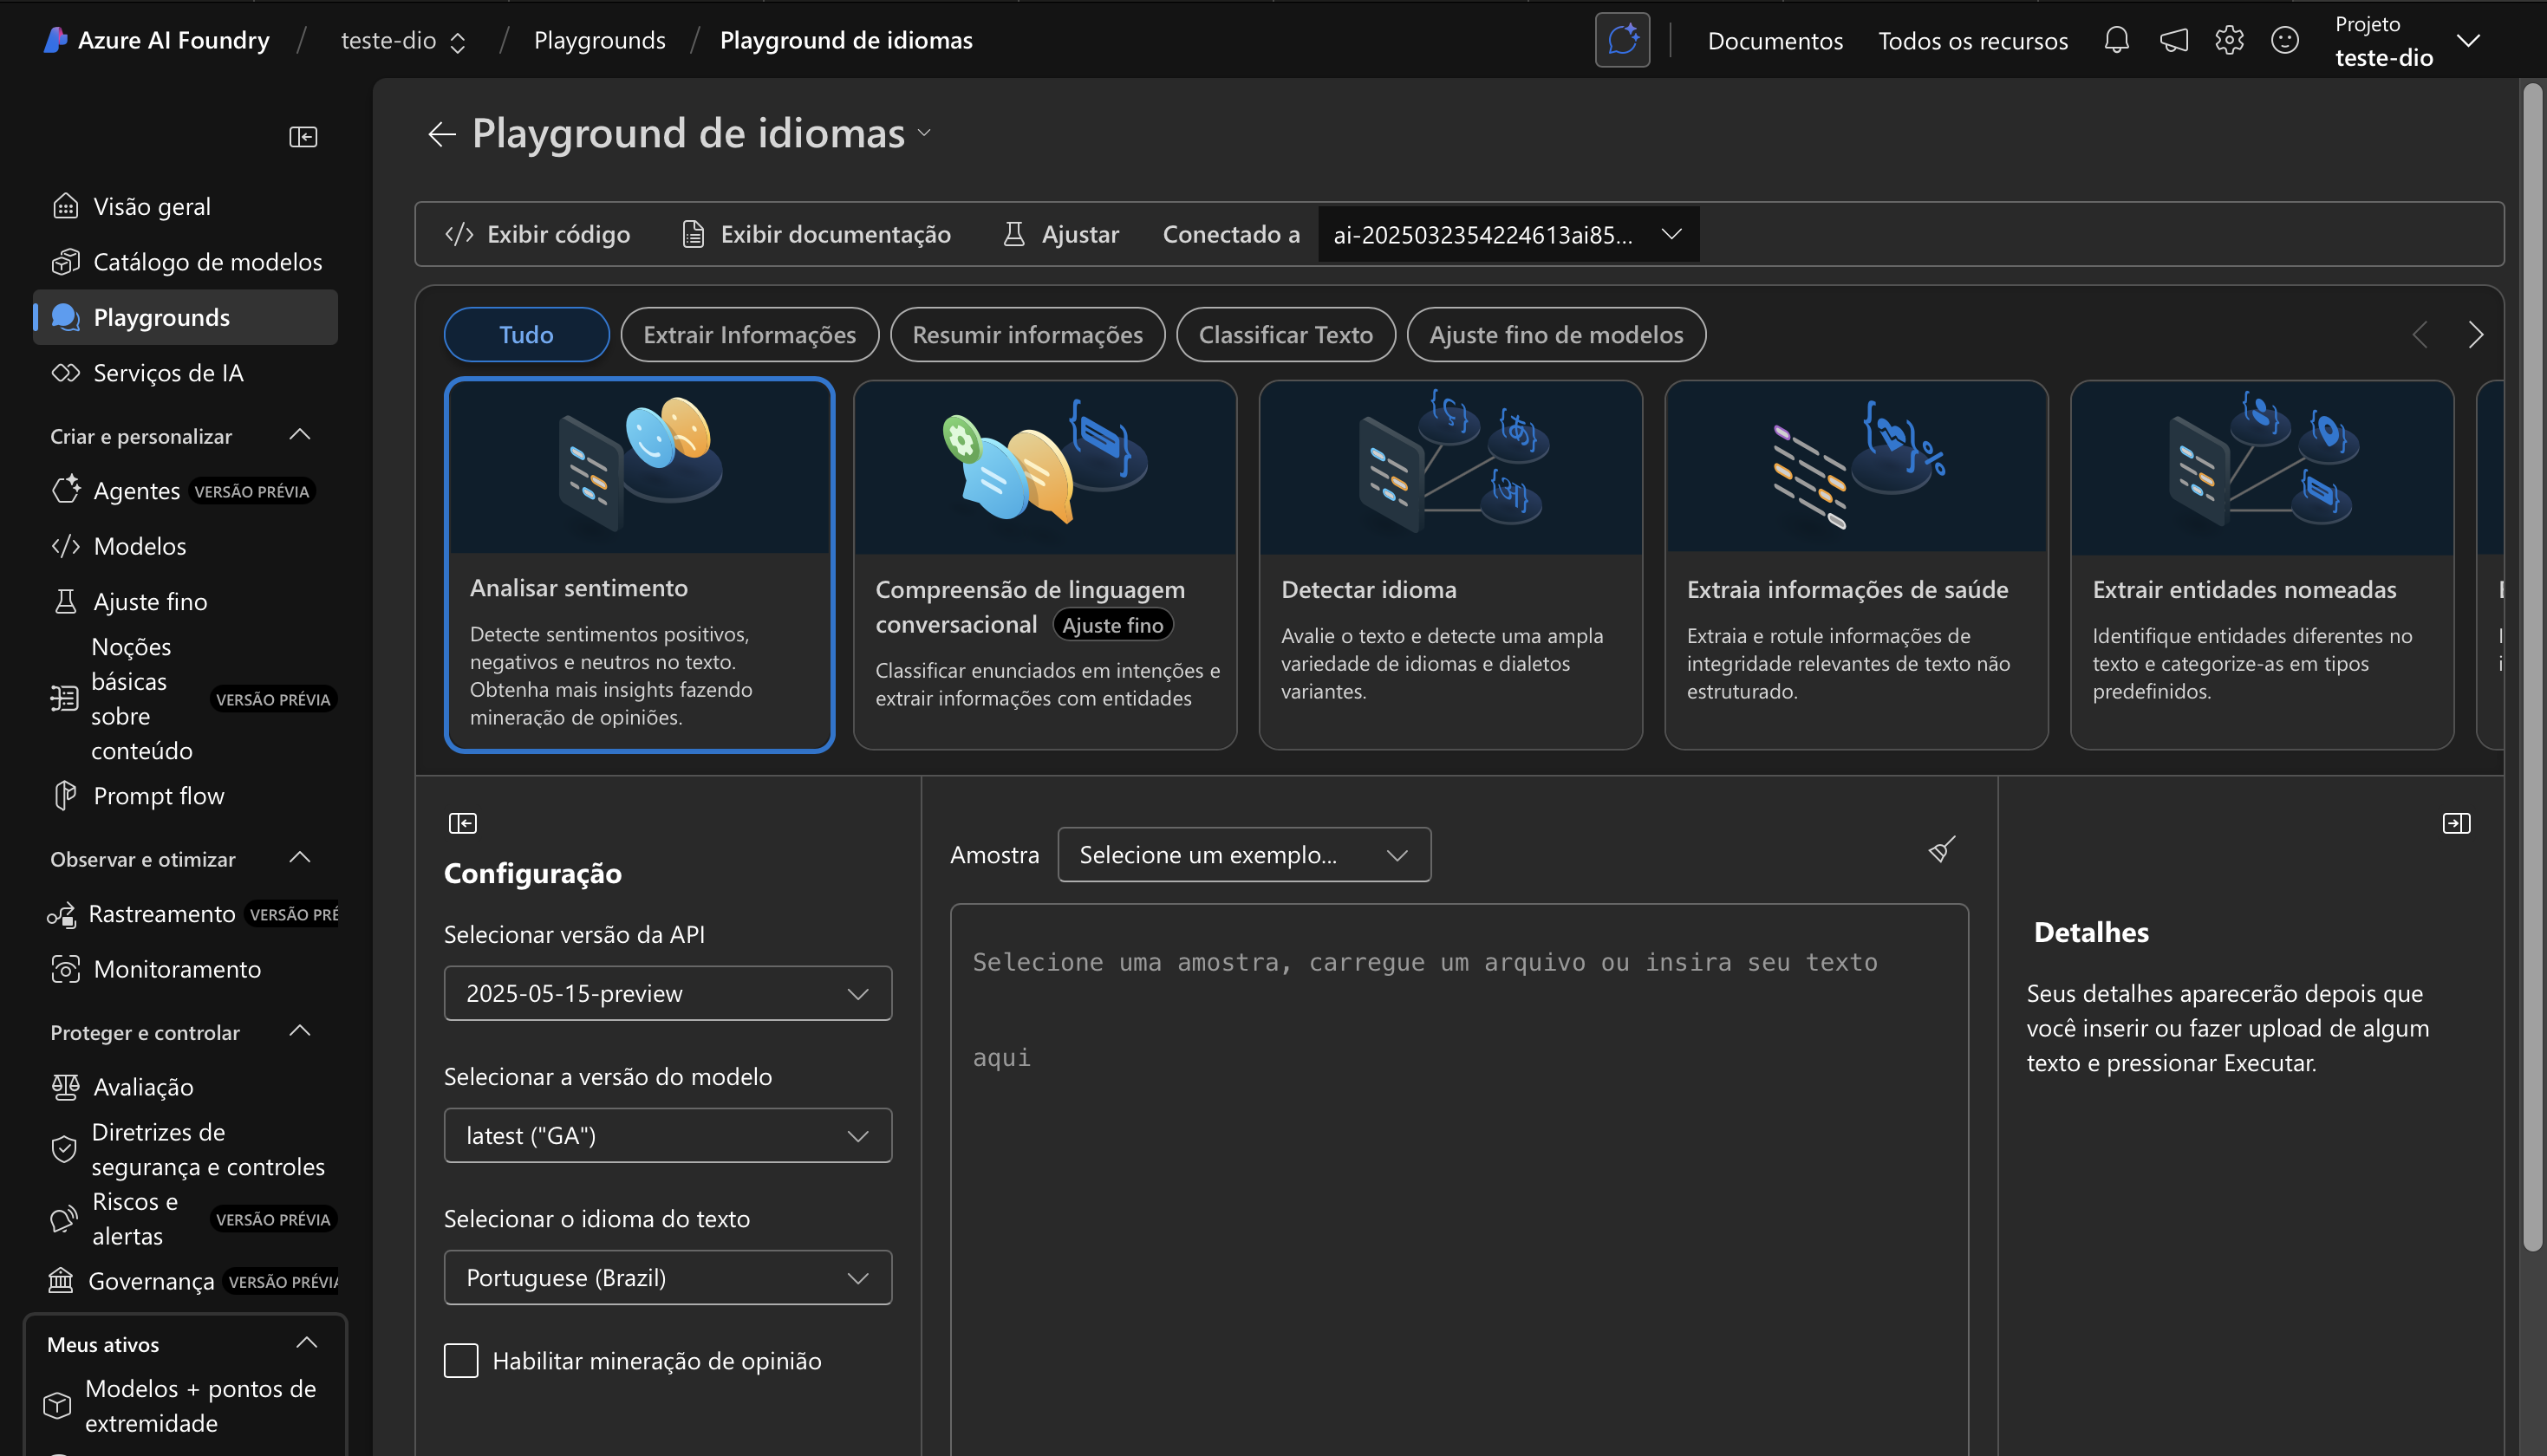 Azure AI Foundry / teste-dio / Playgrounds / Playground de idiomas
Documentos
Todos os recursos
Projeto
teste-dio
Visão geral
Catálogo de modelos
Playgrounds
Serviços de IA
Criar e personalizar
Agentes VERSÃO PRÉVIA
Modelos
Ajuste fino
Noções
básicas
sobre
conteúdo
VERSÃO PRÉVIA
Prompt flow
Observar e otimizar
Rastreamento VERSÃO PRÉ
Monitoramento
Proteger e controlar
Avaliação
Diretrizes de
segurança e controles
Riscos e
alertas
VERSÃO PRÉVIA
Governança VERSÃO PRÉVIA
Meus ativos
Modelos + pontos de
extremidade
Playground de idiomas
Exibir código
Exibir documentação
Ajustar
Conectado a
ai-2025032354224613ai85...
Tudo
Extrair Informações
Resumir informações
Classificar Texto
Ajuste fino de modelos
Analisar sentimento
Detecte sentimentos positivos,
negativos e neutros no texto.
Obtenha mais insights fazendo
mineração de opiniões.
Compreensão de linguagem
conversacional Ajuste fino
Classificar enunciados em intenções e
extrair informações com entidades
Detectar idioma
Avalie o texto e detecte uma ampla
variedade de idiomas e dialetos
variantes.
Extraia informações de saúde
Extraia e rotule informações de
integridade relevantes de texto não
estruturado.
Extrair entidades nomeadas
Identifique entidades diferentes no
texto e categorize-as em tipos
predefinidos.
Configuração
Selecionar versão da API
2025-05-15-preview
Selecionar a versão do modelo
latest ("GA")
Selecionar o idioma do texto
Portuguese (Brazil)
Habilitar mineração de opinião
Amostra
Selecione um exemplo...
Selecione uma amostra, carregue um arquivo ou insira seu texto
aqui
Detalhes
Seus detalhes aparecerão depois que
você inserir ou fazer upload de algum
texto e pressionar Executar.